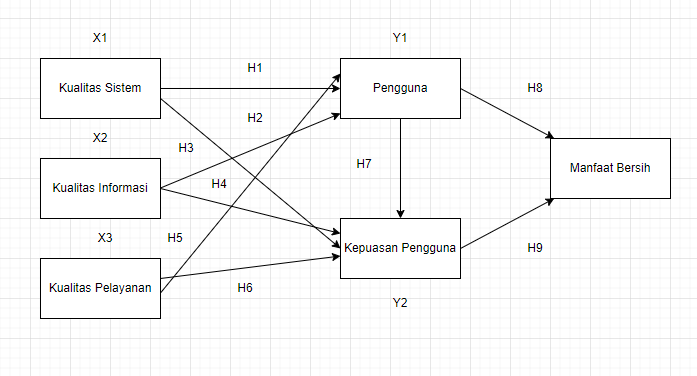 X1
Y1
Kualitas Sistem
H1
Pengguna
H8
H2
X2
H3
H7
Manfaat Bersih
Kualitas Informasi
H4
X3
H5
Kepuasan Pengguna
H9
Kualitas Pelayanan
H6
Y2